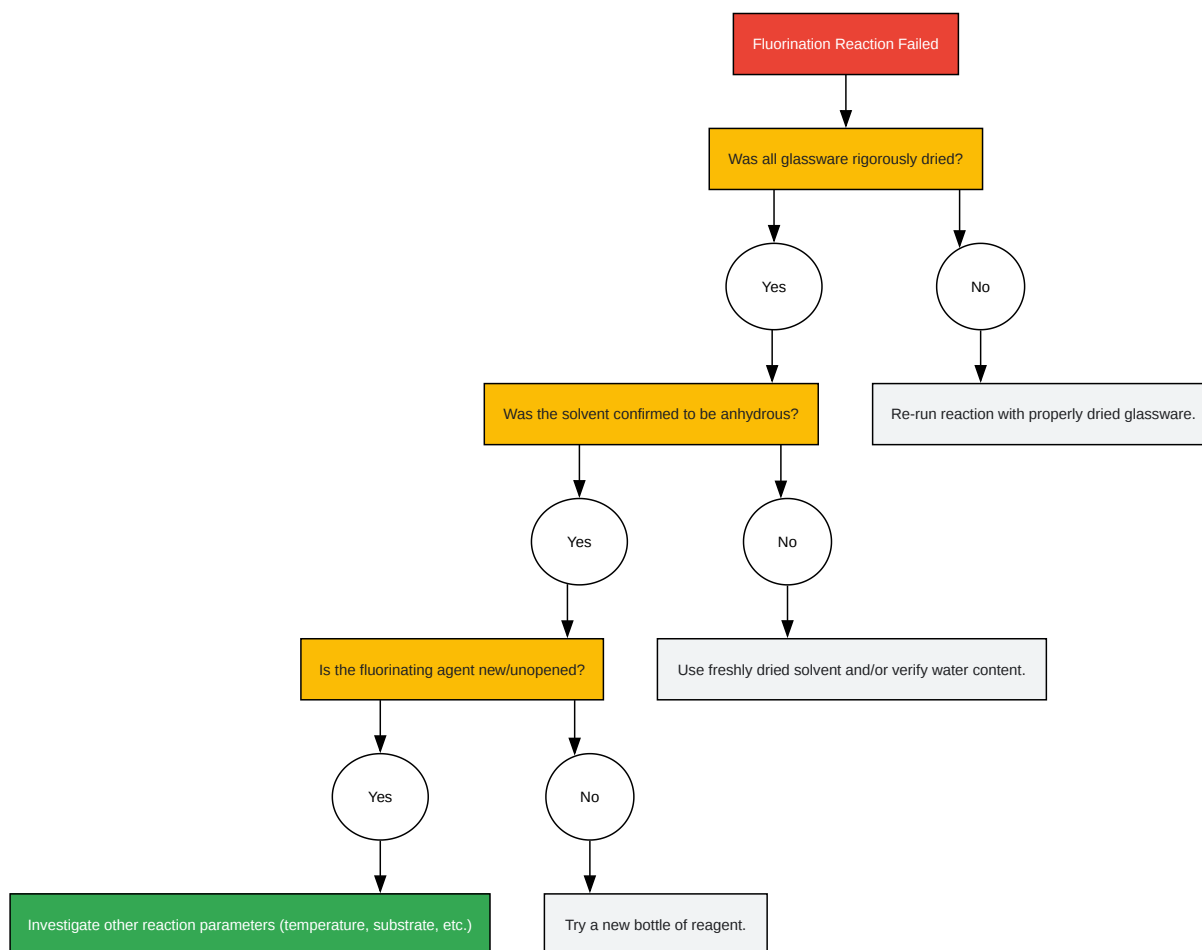 Fluorination Reaction Failed
Was all glassware rigorously dried?
Yes
No
Was the solvent confirmed to be anhydrous?
Re-run reaction with properly dried glassware.
Yes
No
Is the fluorinating agent new/unopened?
Use freshly dried solvent and/or verify water content.
Yes
No
Investigate other reaction parameters (temperature, substrate, etc.)
Try a new bottle of reagent.